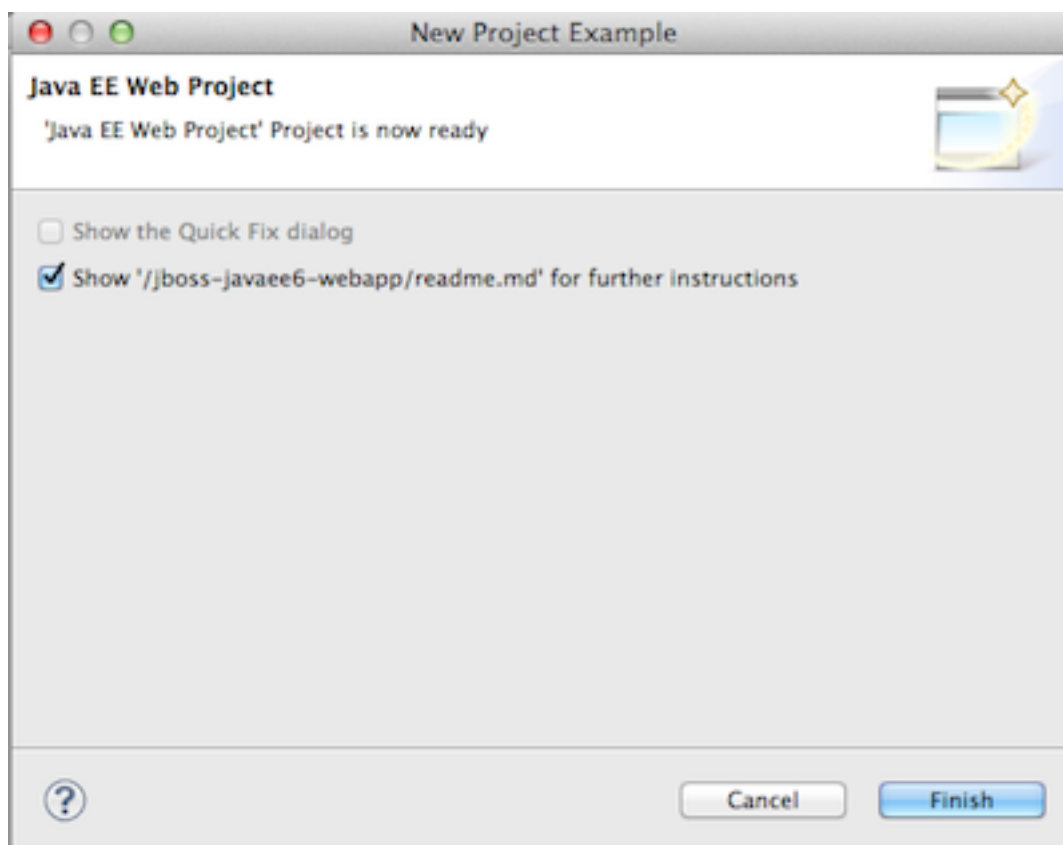 New Project Example
Java EE Web Project
'Java EE Web Project' Project is now ready
Show the Quick Fix dialog
Show '/jboss-javaee6-webapp/readme.md' for further instructions
?
Cancel
Finish